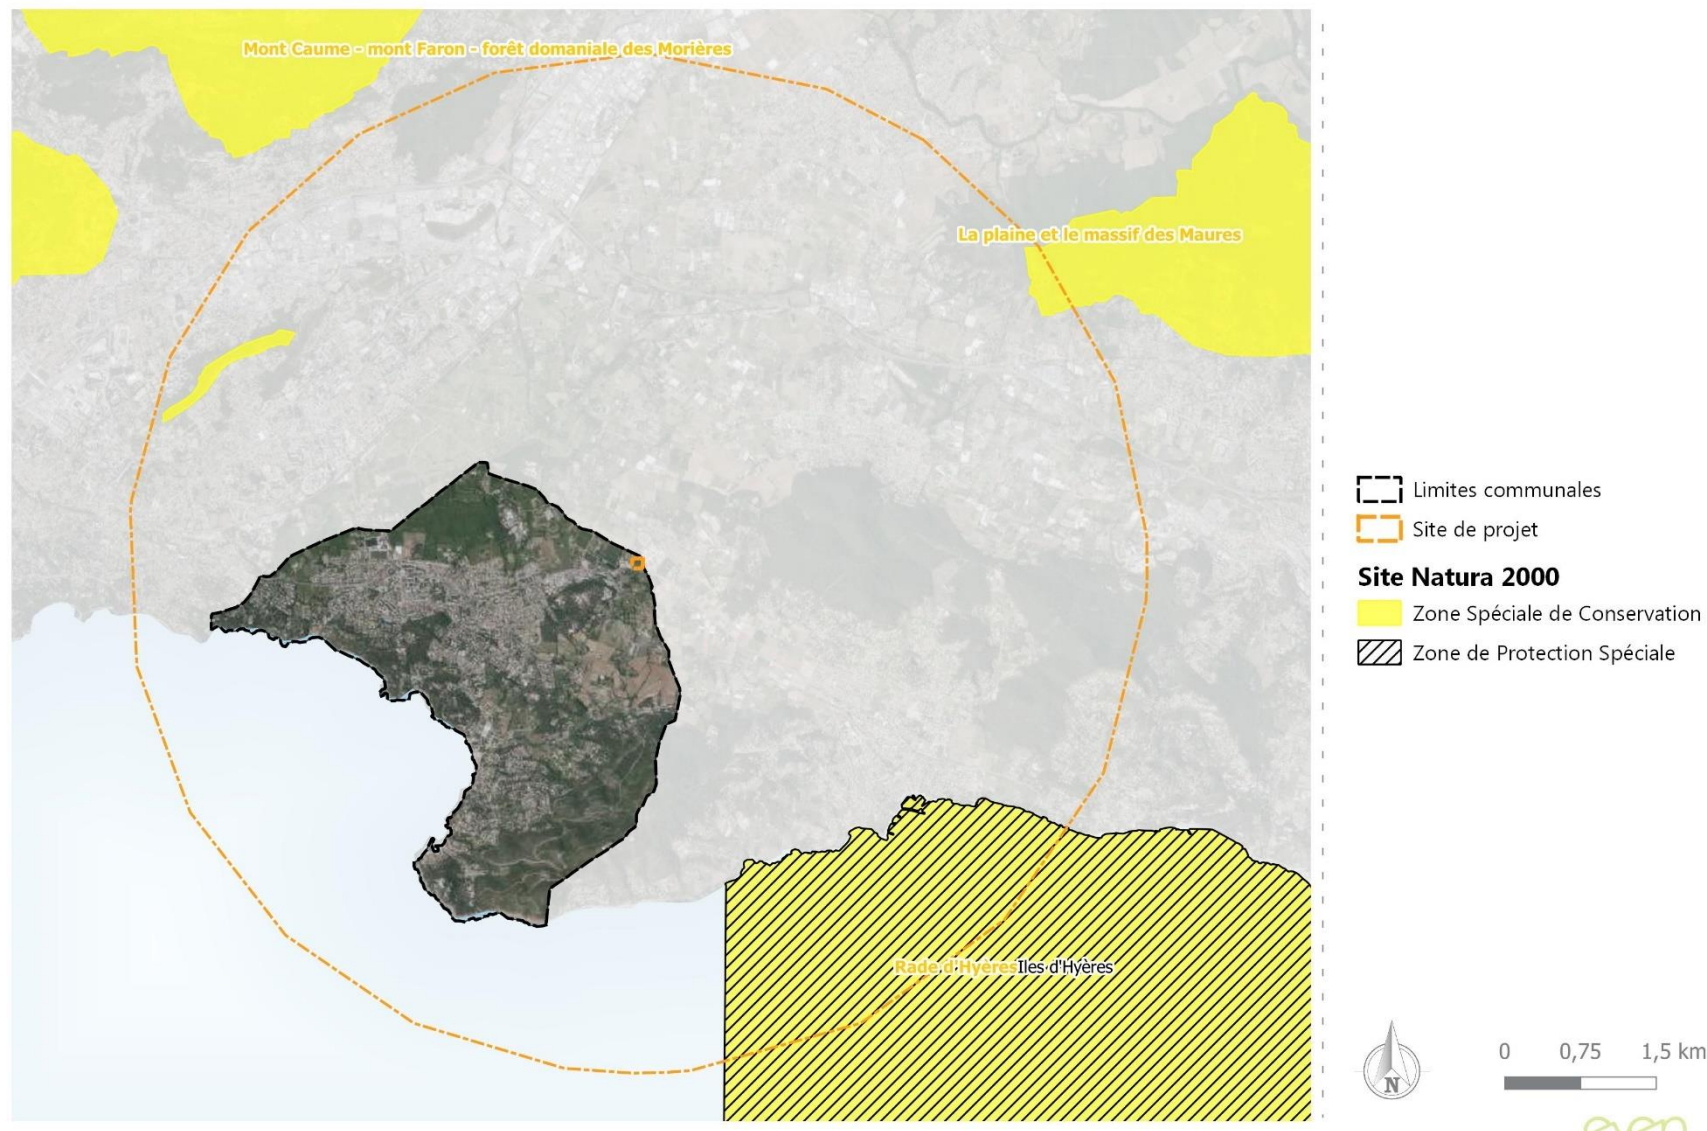 Mont Caume - mont Faron - forêt domaniale des Morières
La plaine et le massif des Maures
Rade d'Hyères Iles d'Hyères
Limites communales
Site de projet
Site Natura 2000
Zone Spéciale de Conservation
Zone de Protection Spéciale
N
0 0,75 1,5 km
even